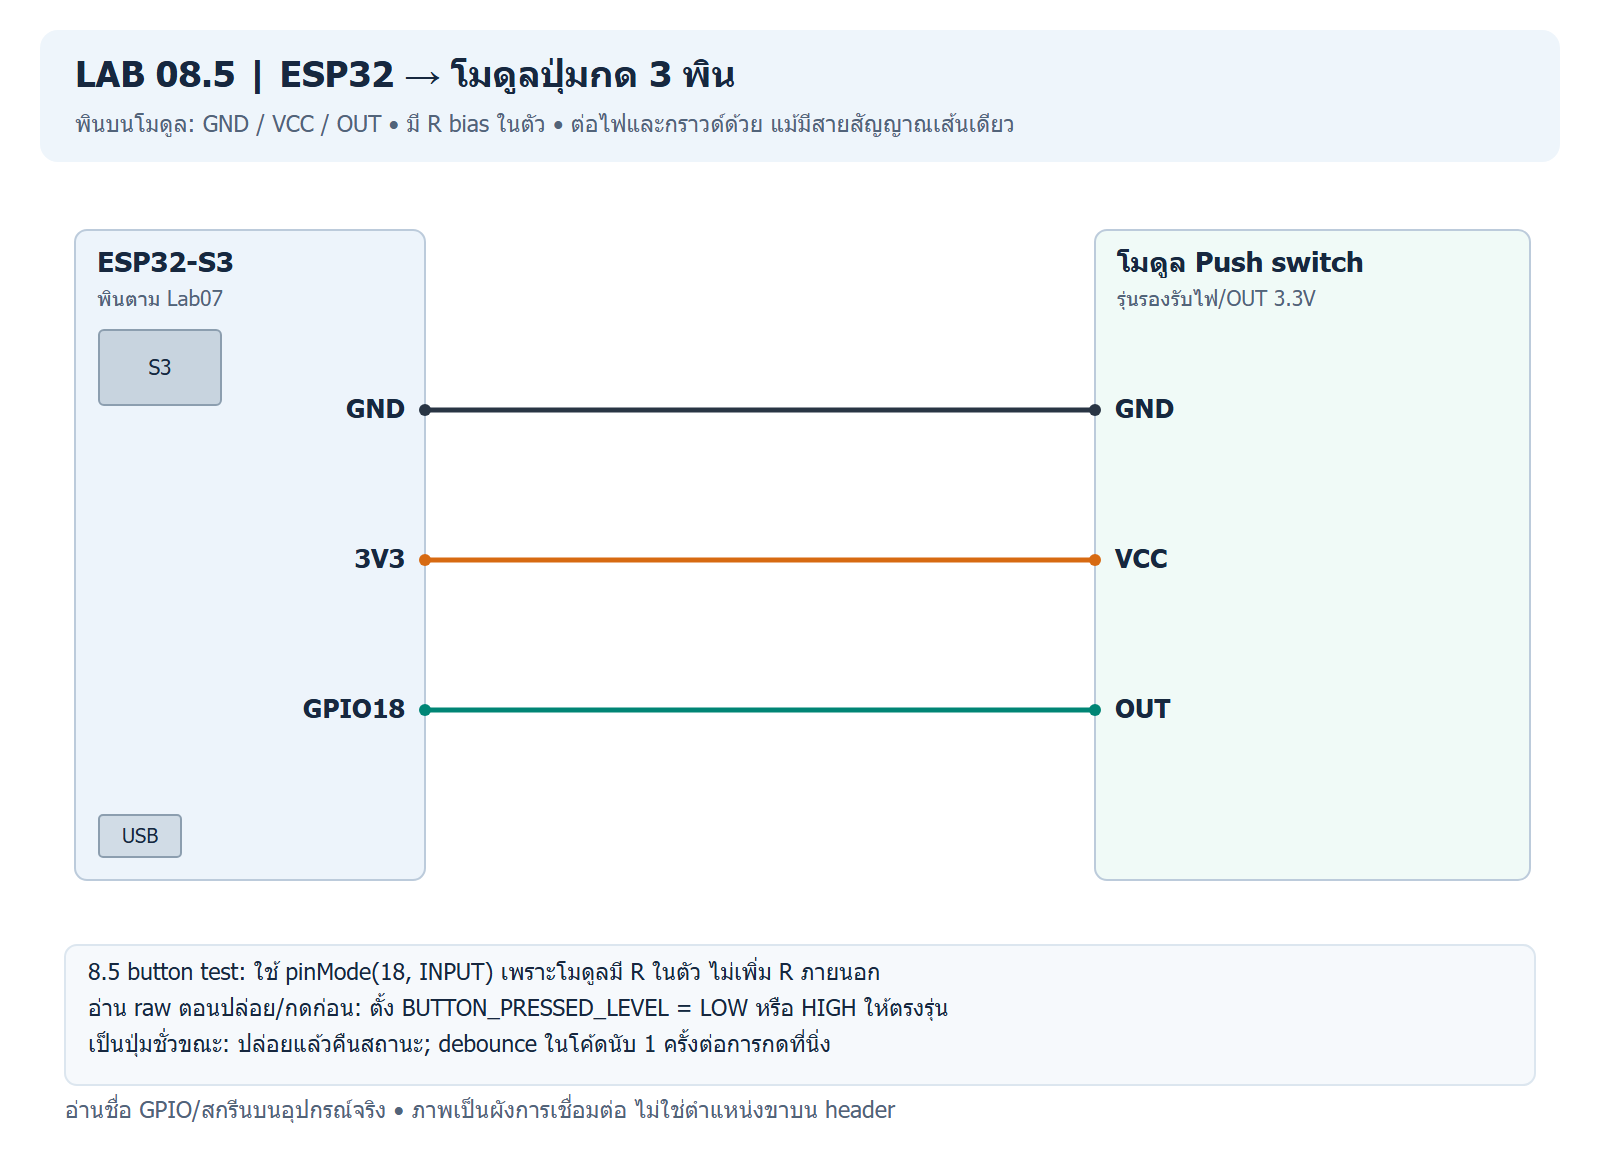 LAB 08.5 | ESP32 → โมดูลปุ่มกด 3 พิน
พินบนโมดูล: GND / VCC / OUT • มี R bias ในตัว • ต่อไฟและกราวด์ด้วย แม้มีสายสัญญาณเส้นเดียว
ESP32-S3
พินตาม Lab07
S3
GND
3V3
GPIO18
USB
โมดูล Push switch
รุ่นรองรับไฟ/OUT 3.3V
GND
VCC
OUT
8.5 button test: ใช้ pinMode(18, INPUT) เพราะโมดูลมี R ในตัว ไม่เพิ่ม R ภายนอก
อ่าน raw ตอนปล่อย/กดก่อน: ตั้ง BUTTON_PRESSED_LEVEL = LOW หรือ HIGH ให้ตรงรุ่น
เป็นปุ่มชั่วขณะ: ปล่อยแล้วคืนสถานะ; debounce ในโค้ดนับ 1 ครั้งต่อการกดที่นิ่ง
อ่านชื่อ GPIO/สกรีนบนอุปกรณ์จริง • ภาพเป็นผังการเชื่อมต่อ ไม่ใช่ตำแหน่งขาบน header